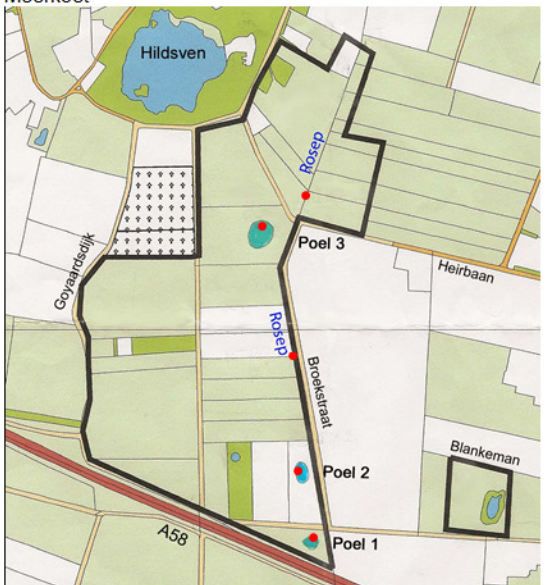 Hildsven
Rosep
Poel 3
Goyaardsdijk
Heirbaan
Rosep
Broekstraat
Blankeman
Poel 2
A58
Poel 1